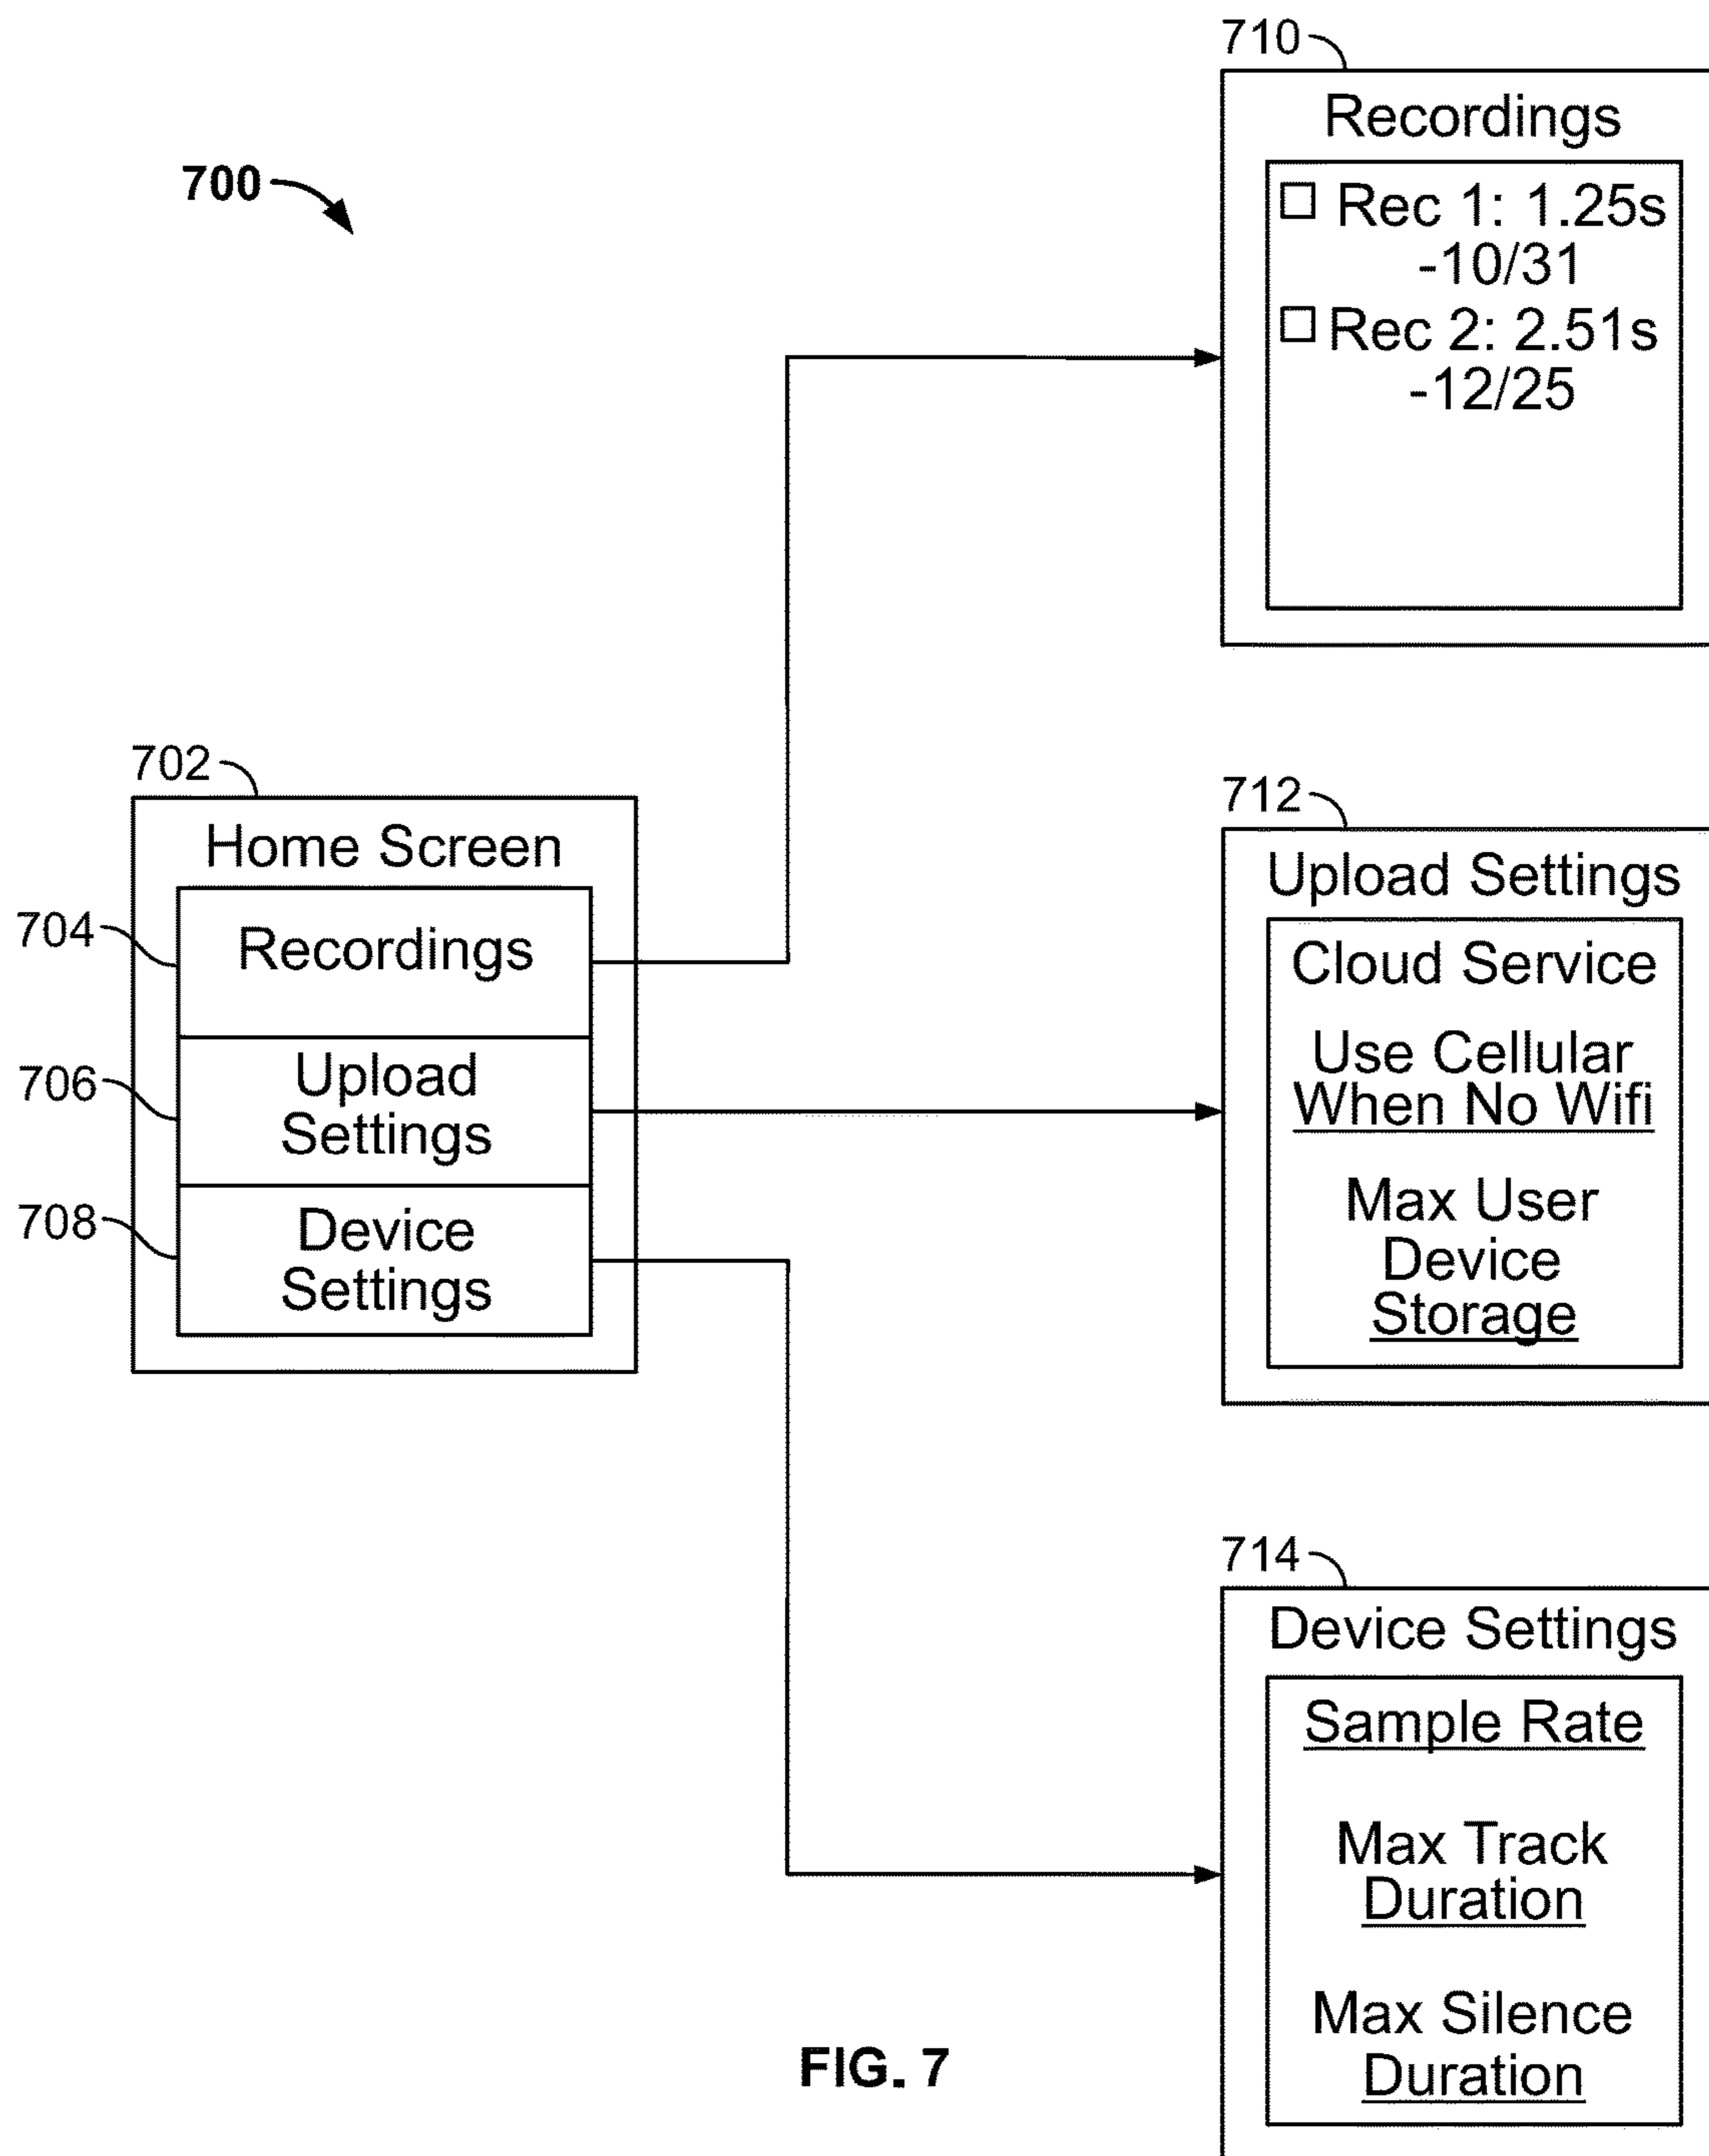 700
702
Home Screen
704
Recordings
706
Upload
Settings
708
Device
Settings
710
Recordings
Rec 1: 1.25s
-10/31
Rec 2: 2.51s
-12/25
712
Upload Settings
Cloud Service
Use Cellular
When No Wifi
Max User
Device
Storage
714
Device Settings
Sample Rate
Max Track
Duration
Max Silence
Duration
FIG. 7